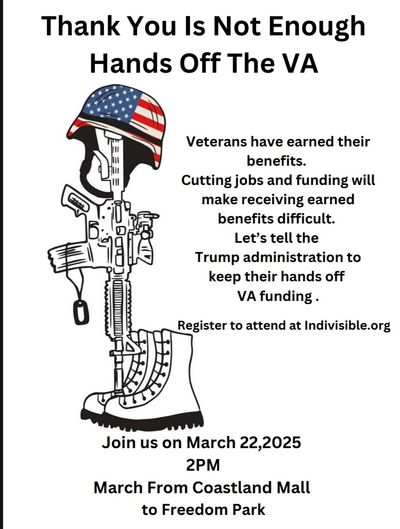 Thank You Is Not Enough
Hands Off The VA
Veterans have earned their
benefits.
Cutting jobs and funding will
make receiving earned
benefits difficult.
Let's tell the
Trump administration to
keep their hands off
VA funding .
Register to attend at Indivisible.org
Join us on March 22,2025
2PM
March From Coastland Mall
to Freedom Park